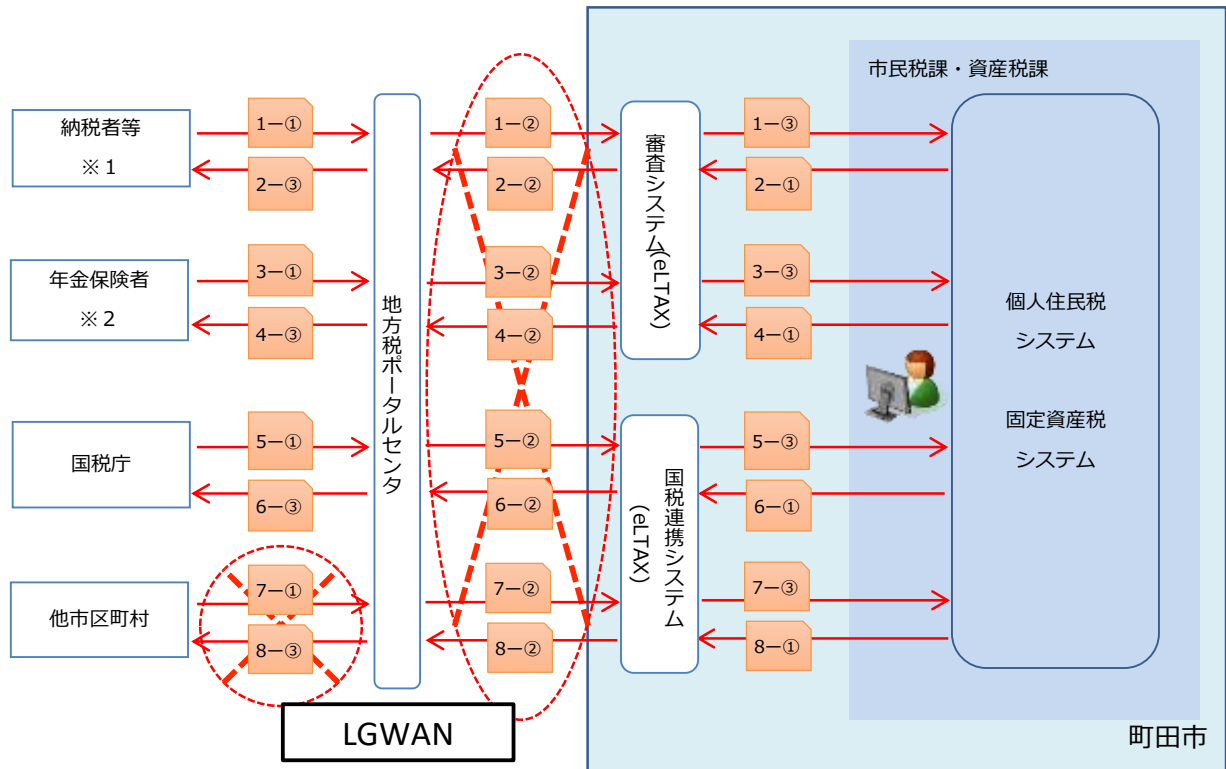 市民税課・資産税課
納税者等
※1
1-①
2-③
1-②
2-②
審査システム(eLTAX)
1-③
2-①
年金保険者
※2
3-①
4-③
地方税ポータルセンタ
3-②
4-②
3-③
4-①
個人住民税
システム
固定資産税
システム
国税庁
5-①
6-③
5-②
6-②
国税連携システム
(eLTAX)
5-③
6-①
他市区町村
7-①
8-③
7-②
8-②
7-③
8-①
LGWAN
町田市